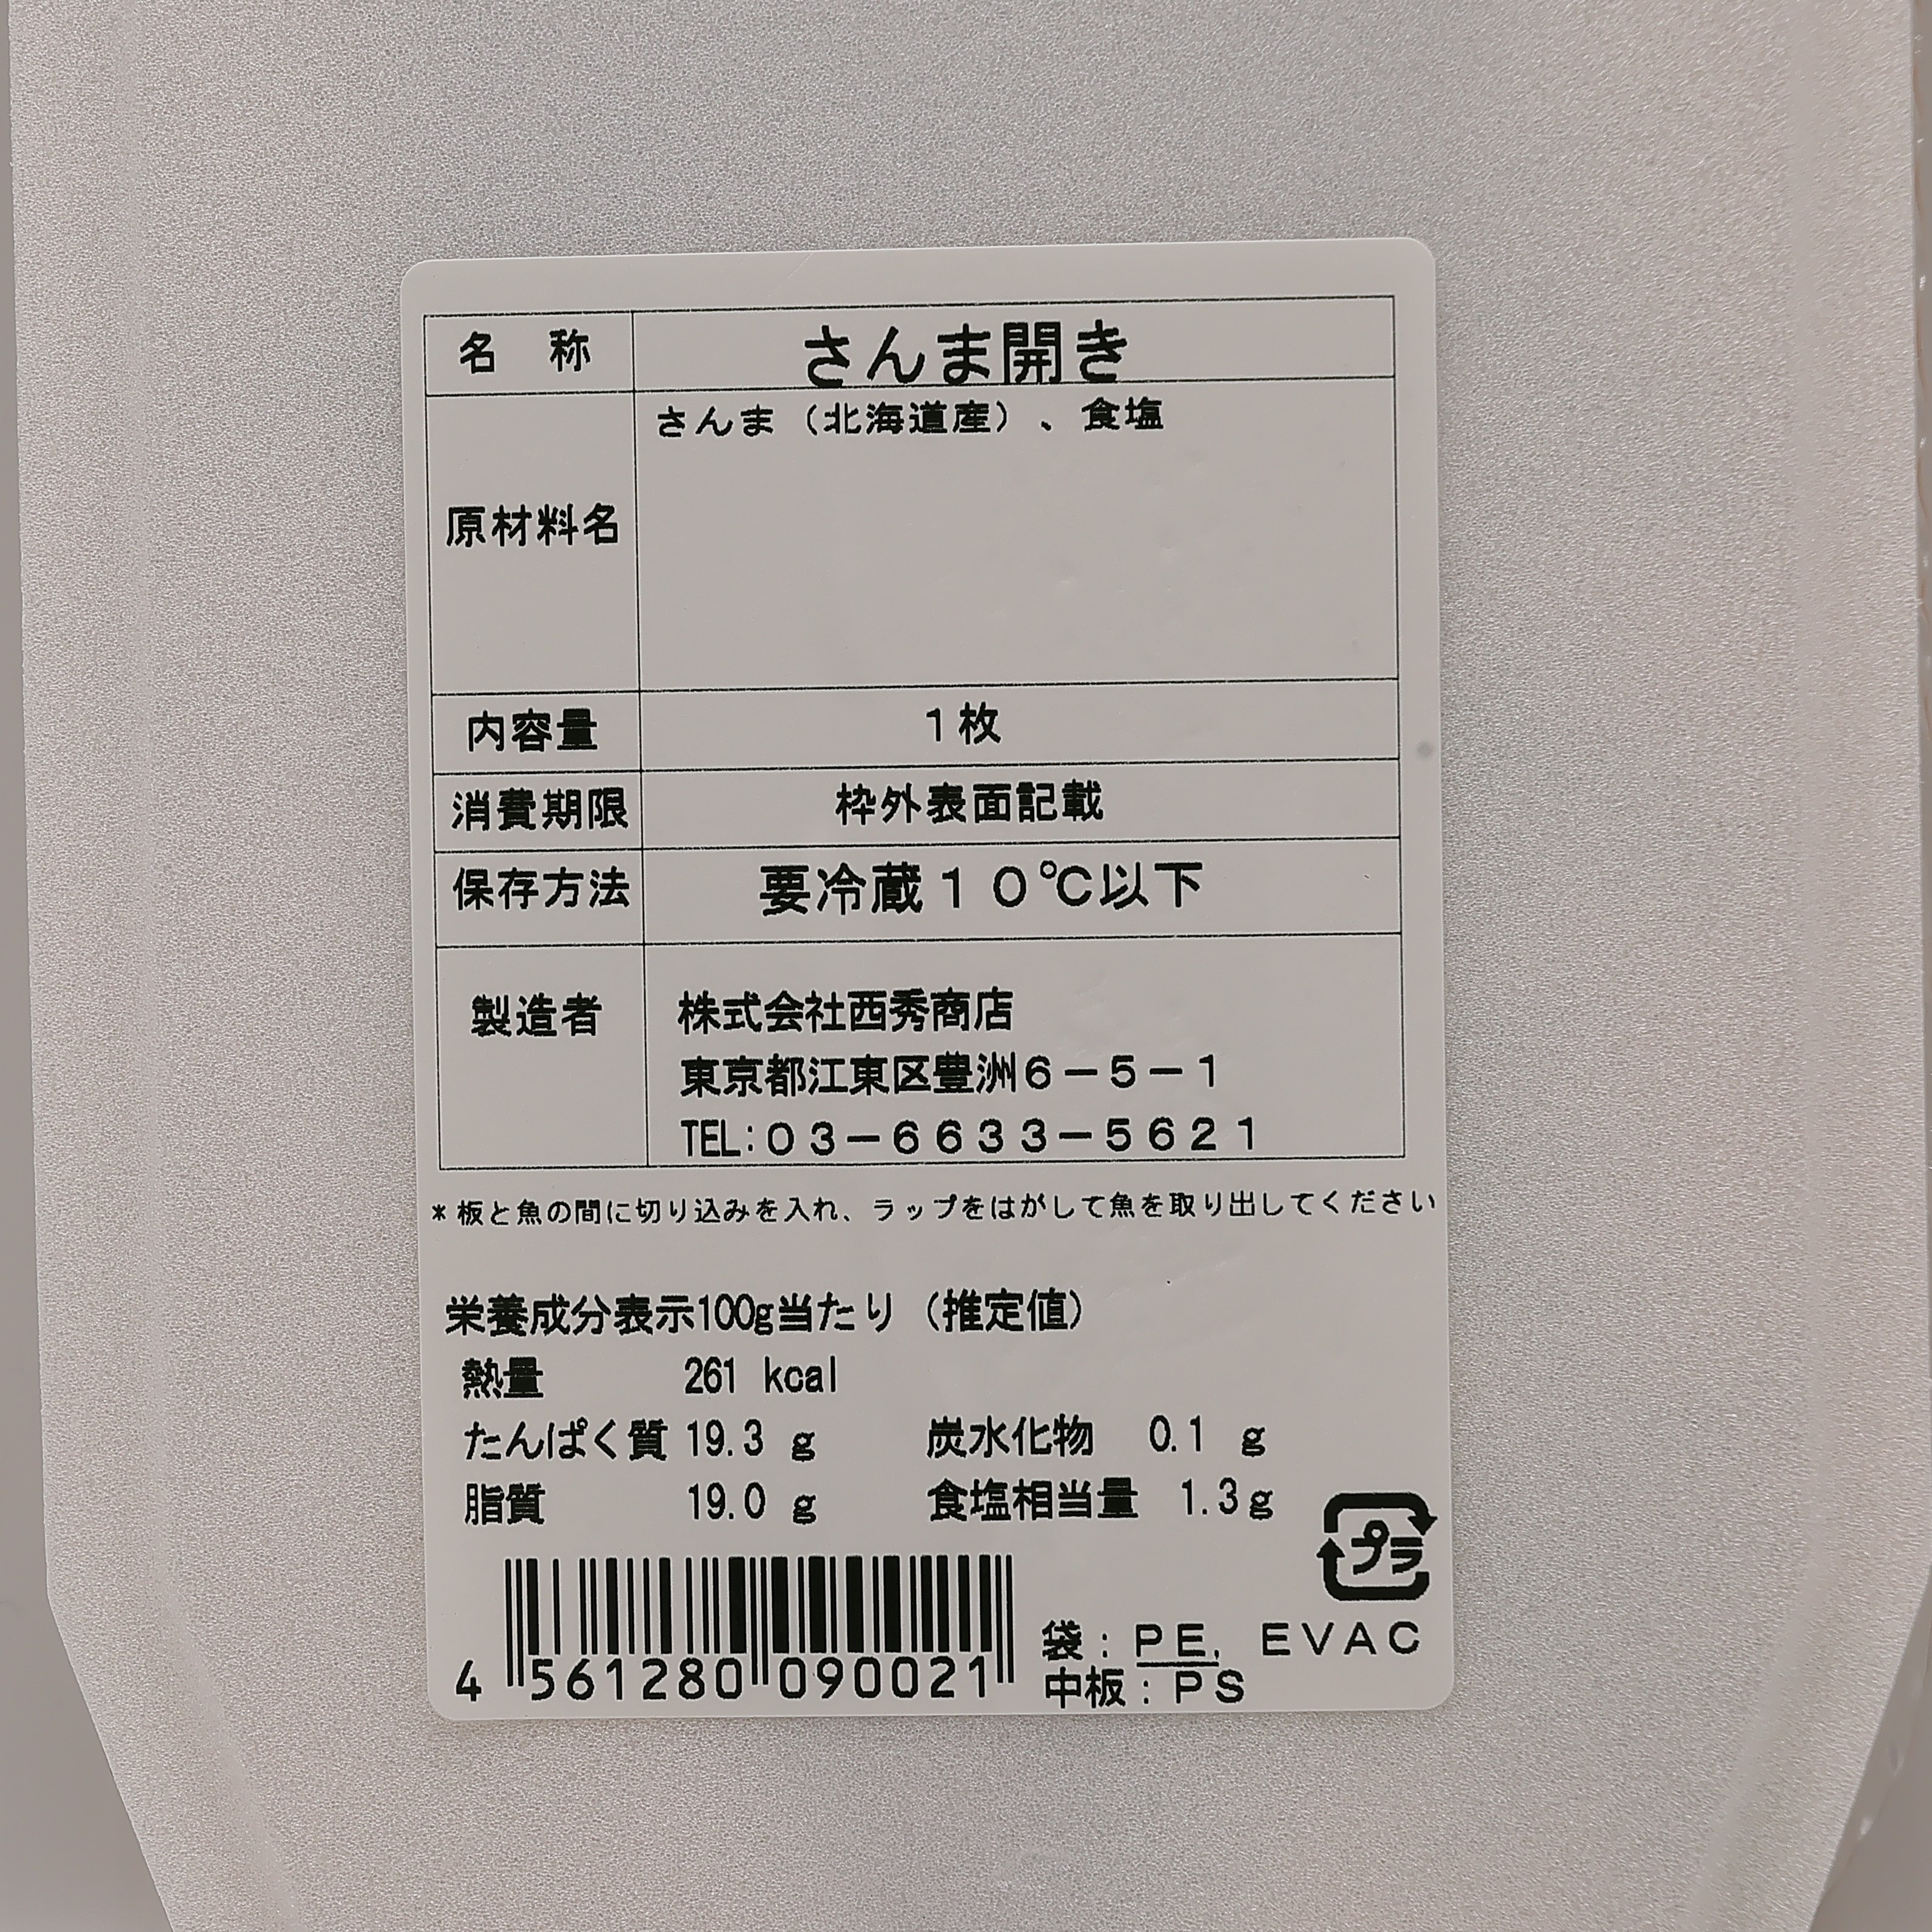 名 称 さんま開き
原材料名 さんま（北海道産）、食塩
内容量 1枚
消費期限 枠外表面記載
保存方法 要冷蔵１０℃以下
製造者 株式会社西秀商店
東京都江東区豊洲６－５－１
TEL:０３－６６３３－５６２１
*板と魚の間に切り込みを入れ、ラップをはがして魚を取り出してください
栄養成分表示100g当たり（推定値）
熱量 261 kcal
たんぱく質 19.3 g 炭水化物 0.1 g
脂質 19.0 g 食塩相当量 1.3g
プラ
袋：ＰＥ，ＥＶＡＣ
中板：ＰＳ
4 561280 090021